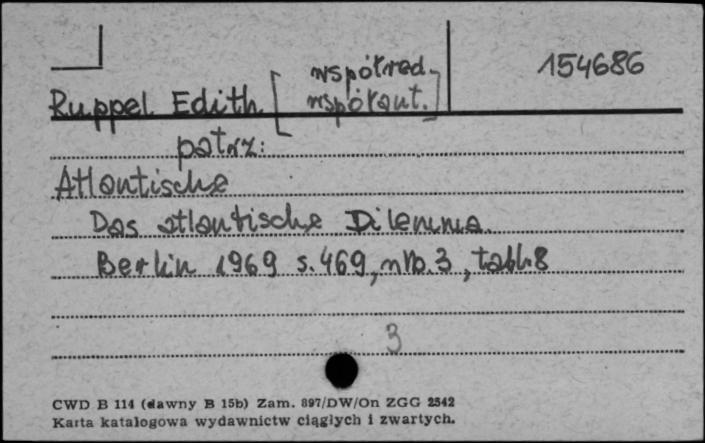 współred.
154686
Ruppel Edith [współaut.]
patrz:
Atlantische
Das atlantische Dilemma.
Berlin 1969 s. 469, nlb. 3, tabl. 8
3
CWD B 114 (dawny B 15b) Zam. 897/DW/On ZGG 2542
Karta katalogowa wydawnictw ciągłych i zwartych.